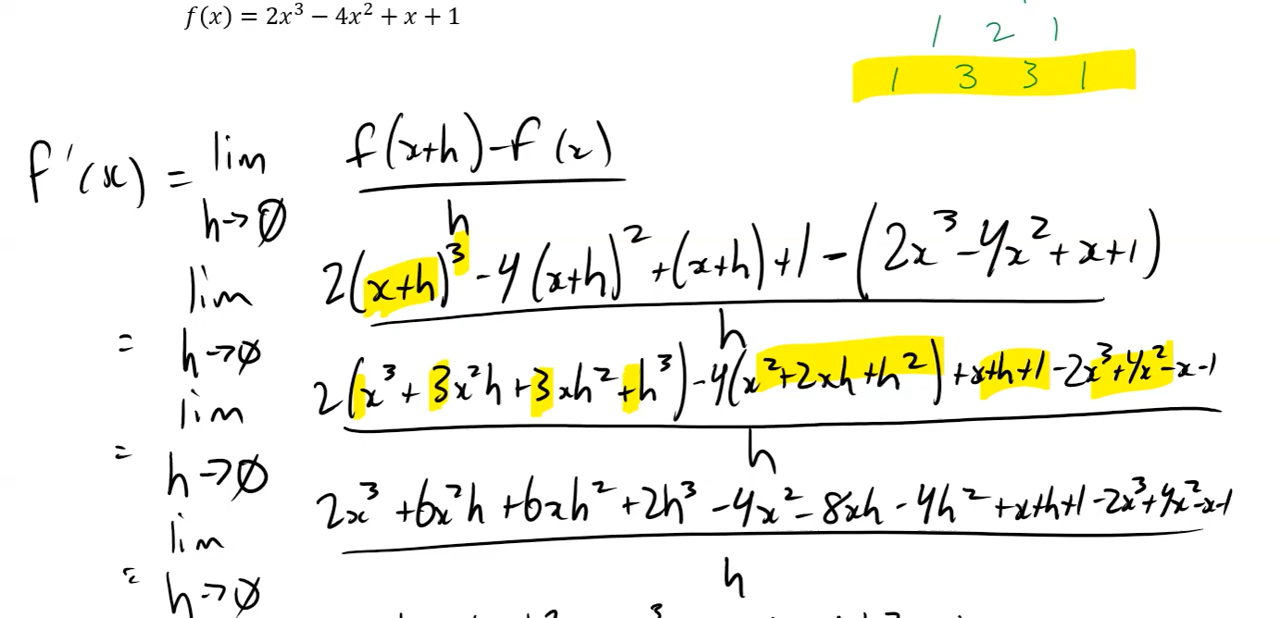 f(x) = 2x³ − 4x² + x + 1
1 2 1
1 3 3 1
f'(x) = lim h→0 (f(x+h)-f(x))/h
= lim h→0 (2(x+h)³-4(x+h)²+(x+h)+1-(2x³-4x²+x+1))/h
= lim h→0 (2(x³+3x²h+3xh²+h³)-4(x²+2xh+h²)+x+h+1-2x³+4x²-x-1)/h
= lim h→0 (2x³+6x²h+6xh²+2h³-4x²-8xh-4h²+x+h+1-2x³+4x²-x-1)/h